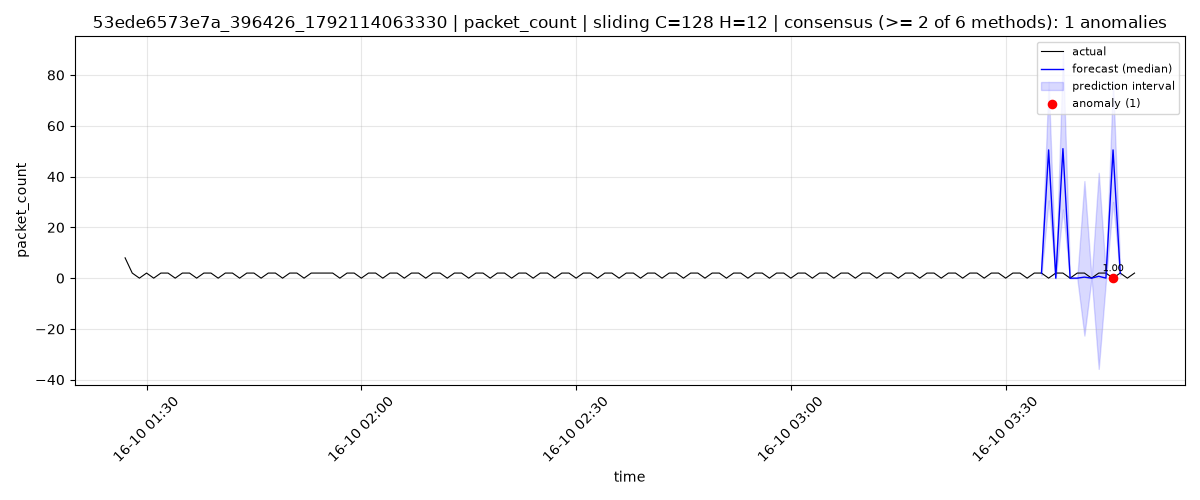 53ede6573e7a_396426_1792114063330 | packet_count | sliding C=128 H=12 | consensus (>= 2 of 6 methods): 1 anomalies
actual
forecast (median)
prediction interval
anomaly (1)
80
60
40
20
0
−20
−40
packet_count
1.00
16-10 01:30
16-10 02:00
16-10 02:30
16-10 03:00
16-10 03:30
time